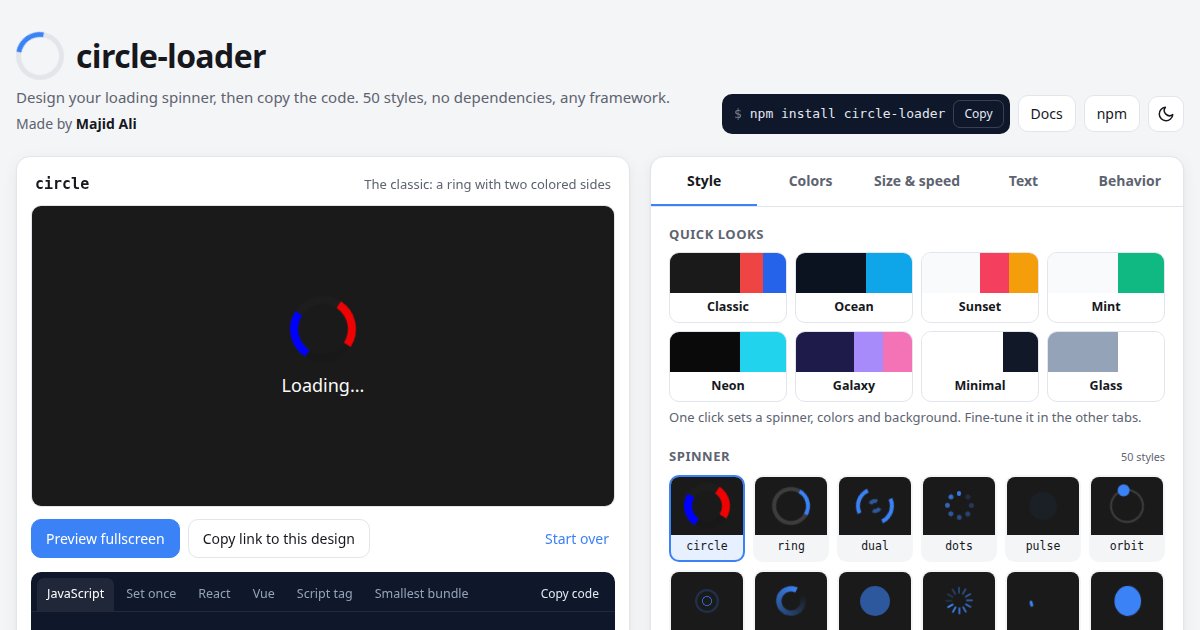 circle-loader
Design your loading spinner, then copy the code. 50 styles, no dependencies, any framework.
Made by Majid Ali
$ npm install circle-loader Copy
Docs
npm
circle
The classic: a ring with two colored sides
Loading...
Preview fullscreen
Copy link to this design
Start over
JavaScript Set once React Vue Script tag Smallest bundle Copy code
Style Colors Size & speed Text Behavior
QUICK LOOKS
Classic Ocean Sunset Mint
Neon Galaxy Minimal Glass
One click sets a spinner, colors and background. Fine-tune it in the other tabs.
SPINNER 50 styles
circle ring dual dots pulse orbit